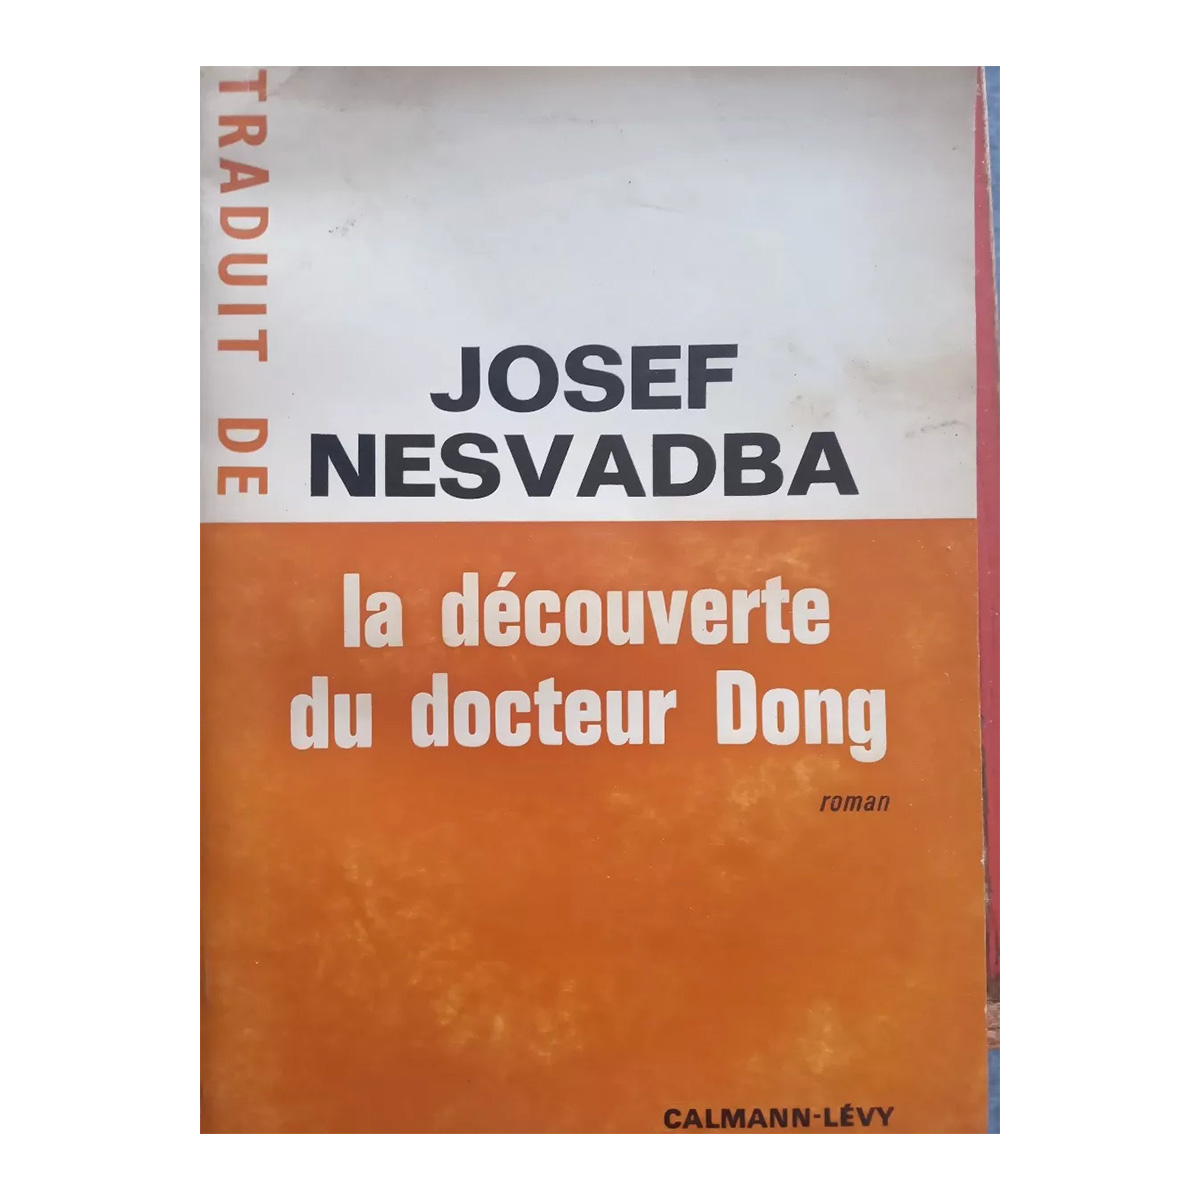 TRADUIT DE
JOSEF
NESVADBA
la découverte
du docteur Dong
roman
CALMANN-LÉVY